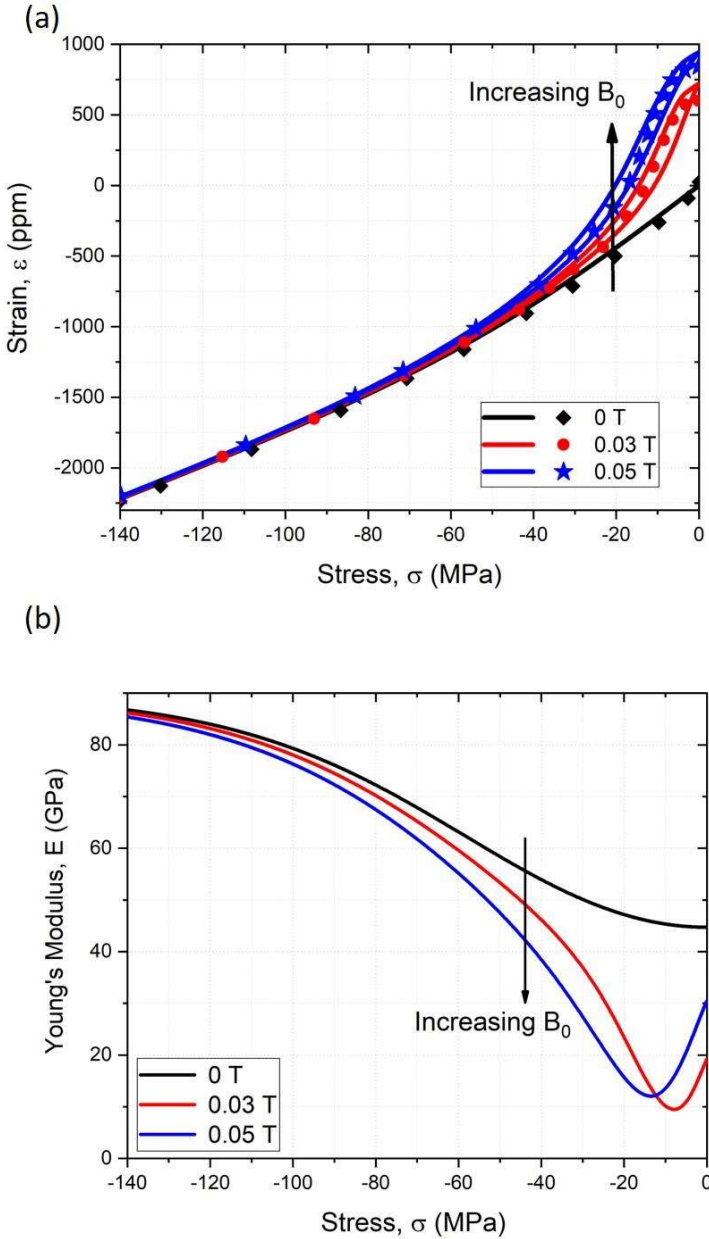 (a)
1000
500
0
-500
-1000
-1500
-2000
Strain, ε (ppm)
Increasing B₀
0 T
0.03 T
0.05 T
-140 -120 -100 -80 -60 -40 -20 0
Stress, σ (MPa)
(b)
80
60
40
20
0
Young's Modulus, E (GPa)
Increasing B₀
0 T
0.03 T
0.05 T
-140 -120 -100 -80 -60 -40 -20 0
Stress, σ (MPa)